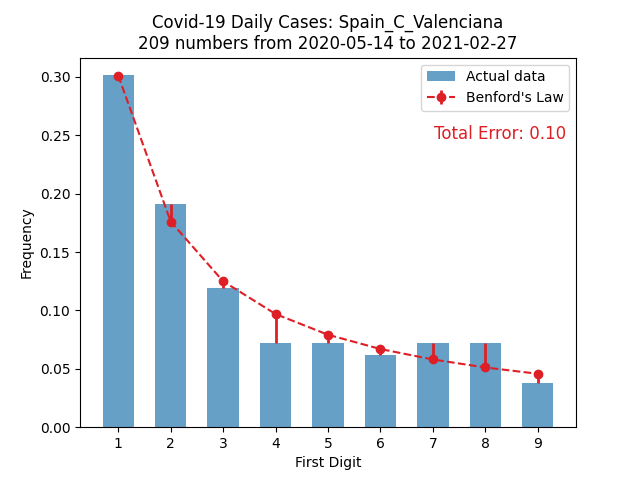 Covid-19 Daily Cases: Spain_C_Valenciana
209 numbers from 2020-05-14 to 2021-02-27
Actual data
Benford's Law
Total Error: 0.10
Frequency
0.30
0.25
0.20
0.15
0.10
0.05
0.00
1 2 3 4 5 6 7 8 9
First Digit